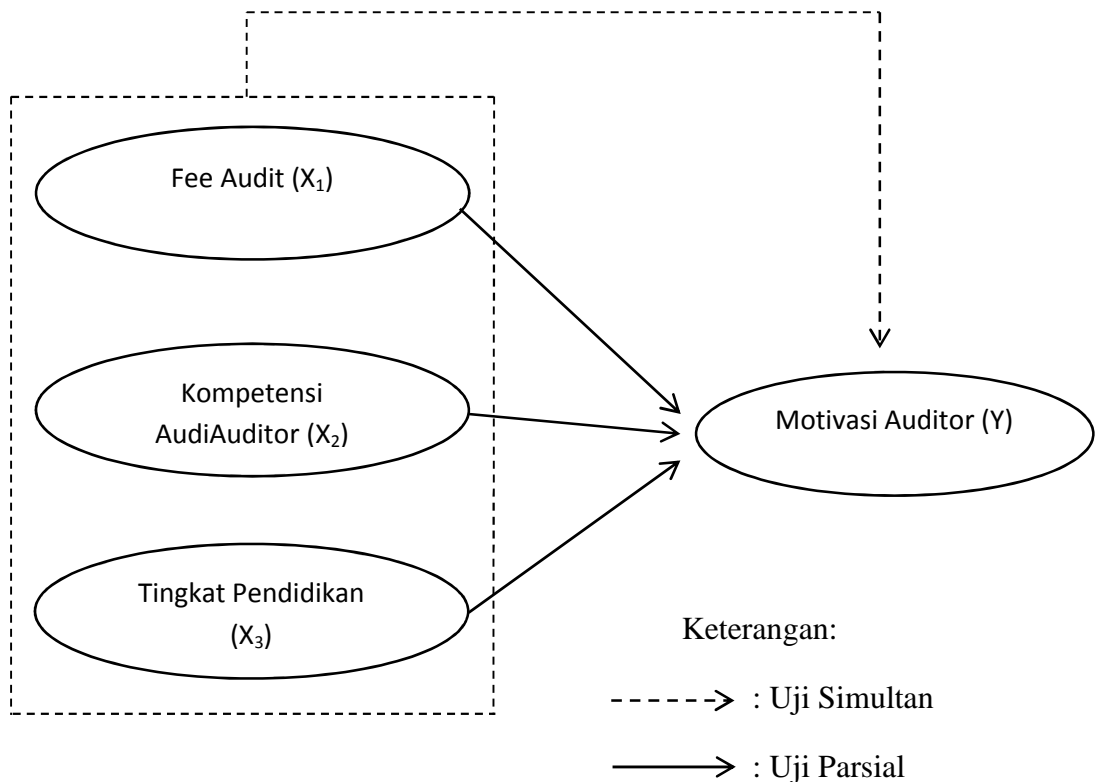 Fee Audit (X₁)
Kompetensi
AudiAuditor (X₂)
Motivasi Auditor (Y)
Tingkat Pendidikan
(X₃)
Keterangan:
: Uji Simultan
: Uji Parsial